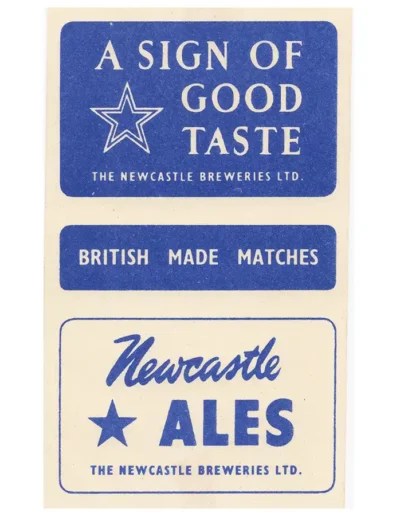 A SIGN OF
GOOD
TASTE
THE NEWCASTLE BREWERIES LTD.
BRITISH MADE MATCHES
Newcastle
ALES
THE NEWCASTLE BREWERIES LTD.